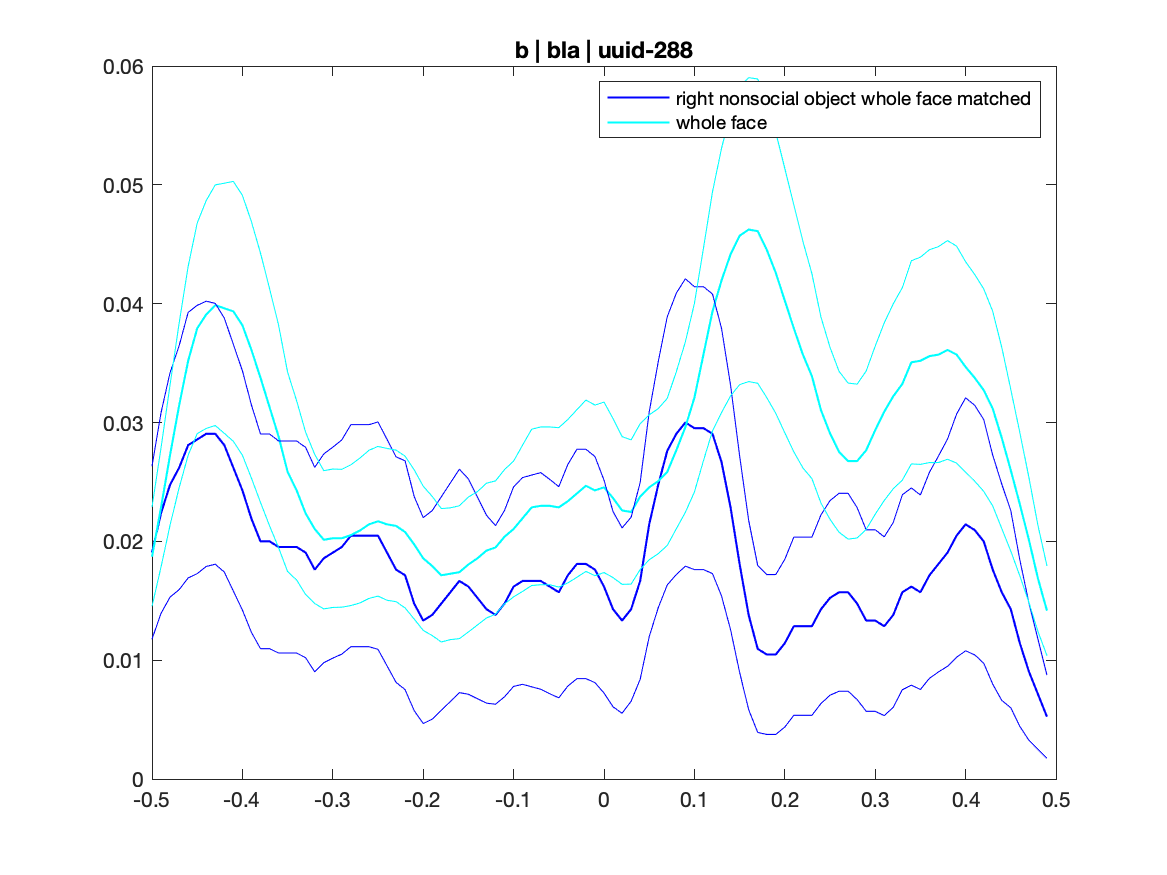 b | bla | uuid-288
right nonsocial object whole face matched
whole face
0.06
0.05
0.04
0.03
0.02
0.01
0
-0.5 -0.4 -0.3 -0.2 -0.1 0 0.1 0.2 0.3 0.4 0.5